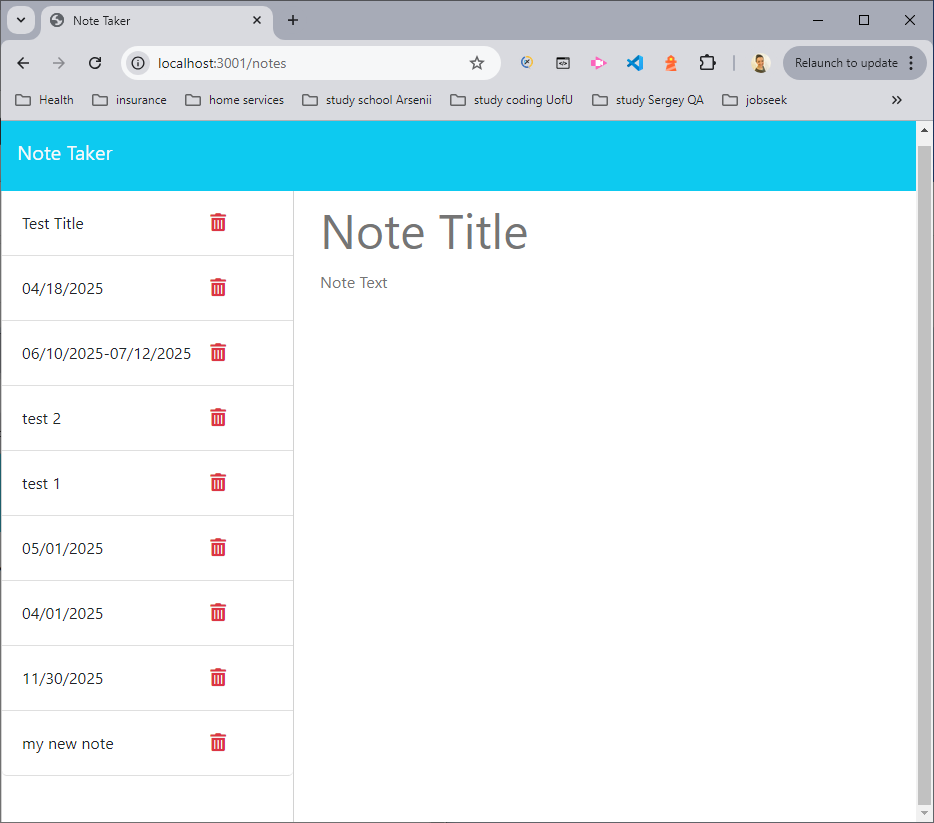 Note Taker
localhost:3001/notes
Relaunch to update
Health insurance home services study school Arsenii study coding UofU study Sergey QA jobseek
Note Taker
Test Title
04/18/2025
06/10/2025-07/12/2025
test 2
test 1
05/01/2025
04/01/2025
11/30/2025
my new note
Note Title
Note Text